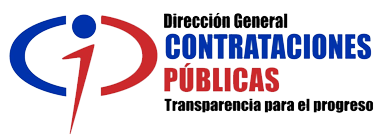 Dirección General
CONTRATACIONES
PÚBLICAS
Transparencia para el progreso